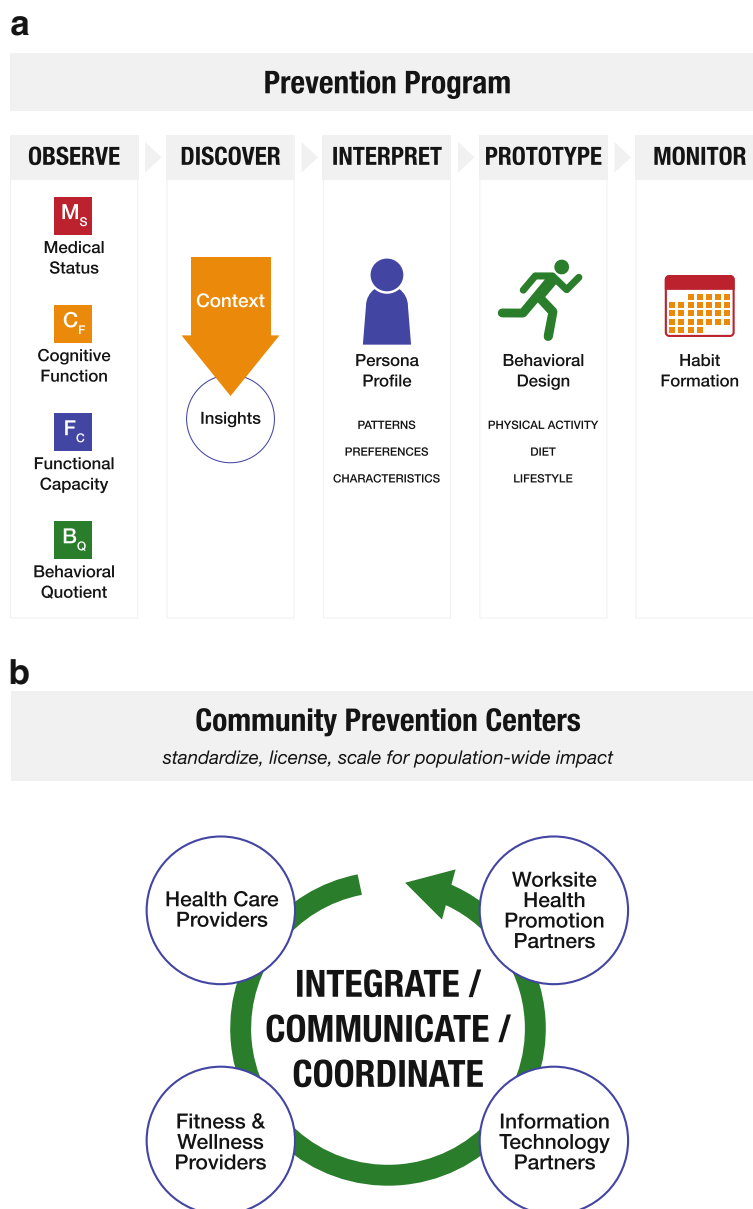 a
Prevention Program
OBSERVE
DISCOVER
INTERPRET
PROTOTYPE
MONITOR
MS
Medical
Status
CF
Cognitive
Function
FC
Functional
Capacity
BQ
Behavioral
Quotient
Context
Insights
Persona
Profile
PATTERNS
PREFERENCES
CHARACTERISTICS
Behavioral
Design
PHYSICAL ACTIVITY
DIET
LIFESTYLE
Habit
Formation
b
Community Prevention Centers
standardize, license, scale for population-wide impact
Health Care
Providers
Worksite
Health
Promotion
Partners
INTEGRATE /
COMMUNICATE /
COORDINATE
Fitness &
Wellness
Providers
Information
Technology
Partners